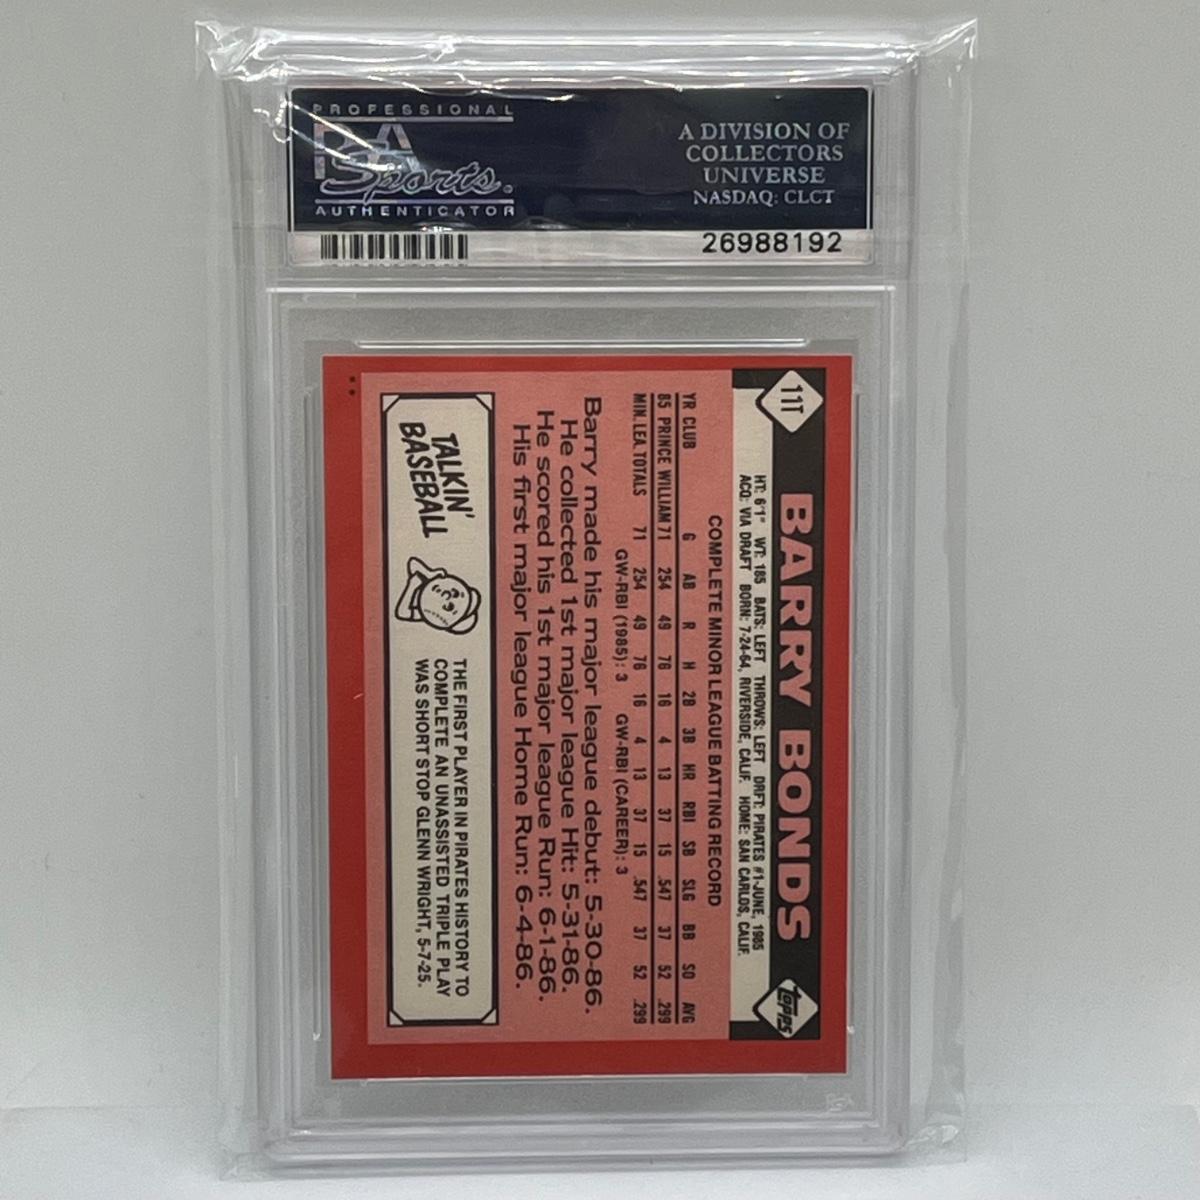 PROFESSIONAL
PSA
Sports.
AUTHENTICATOR
A DIVISION OF
COLLECTORS
UNIVERSE
NASDAQ: CLCT
26988192
11T
BARRY BONDS
topps
HT: 6'1" WT: 185 BATS: LEFT THROWS: LEFT DRFT: PIRATES #1-JUNE, 1985
ACQ: VIA DRAFT BORN: 7-24-64, RIVERSIDE, CALIF. HOME: SAN CARLOS, CALIF.
COMPLETE MINOR LEAGUE BATTING RECORD
YR CLUB G AB R H 2B 3B HR RBI SB SLG BB SO AVG
85 PRINCE WILLIAM 71 254 49 76 16 4 13 37 15 .547 37 52 .299
MIN. LEA. TOTALS 71 254 49 76 16 4 13 37 15 .547 37 52 .299
GW-RBI (1985): 3 GW-RBI (CAREER): 3
Barry made his major league debut: 5-30-86.
He collected 1st major league Hit: 5-31-86.
He scored his 1st major league Run: 6-1-86.
His first major league Home Run: 6-4-86.
TALKIN'
BASEBALL
THE FIRST PLAYER IN PIRATES HISTORY TO
COMPLETE AN UNASSISTED TRIPLE PLAY
WAS SHORT STOP GLENN WRIGHT, 5-7-25.
**
PSA